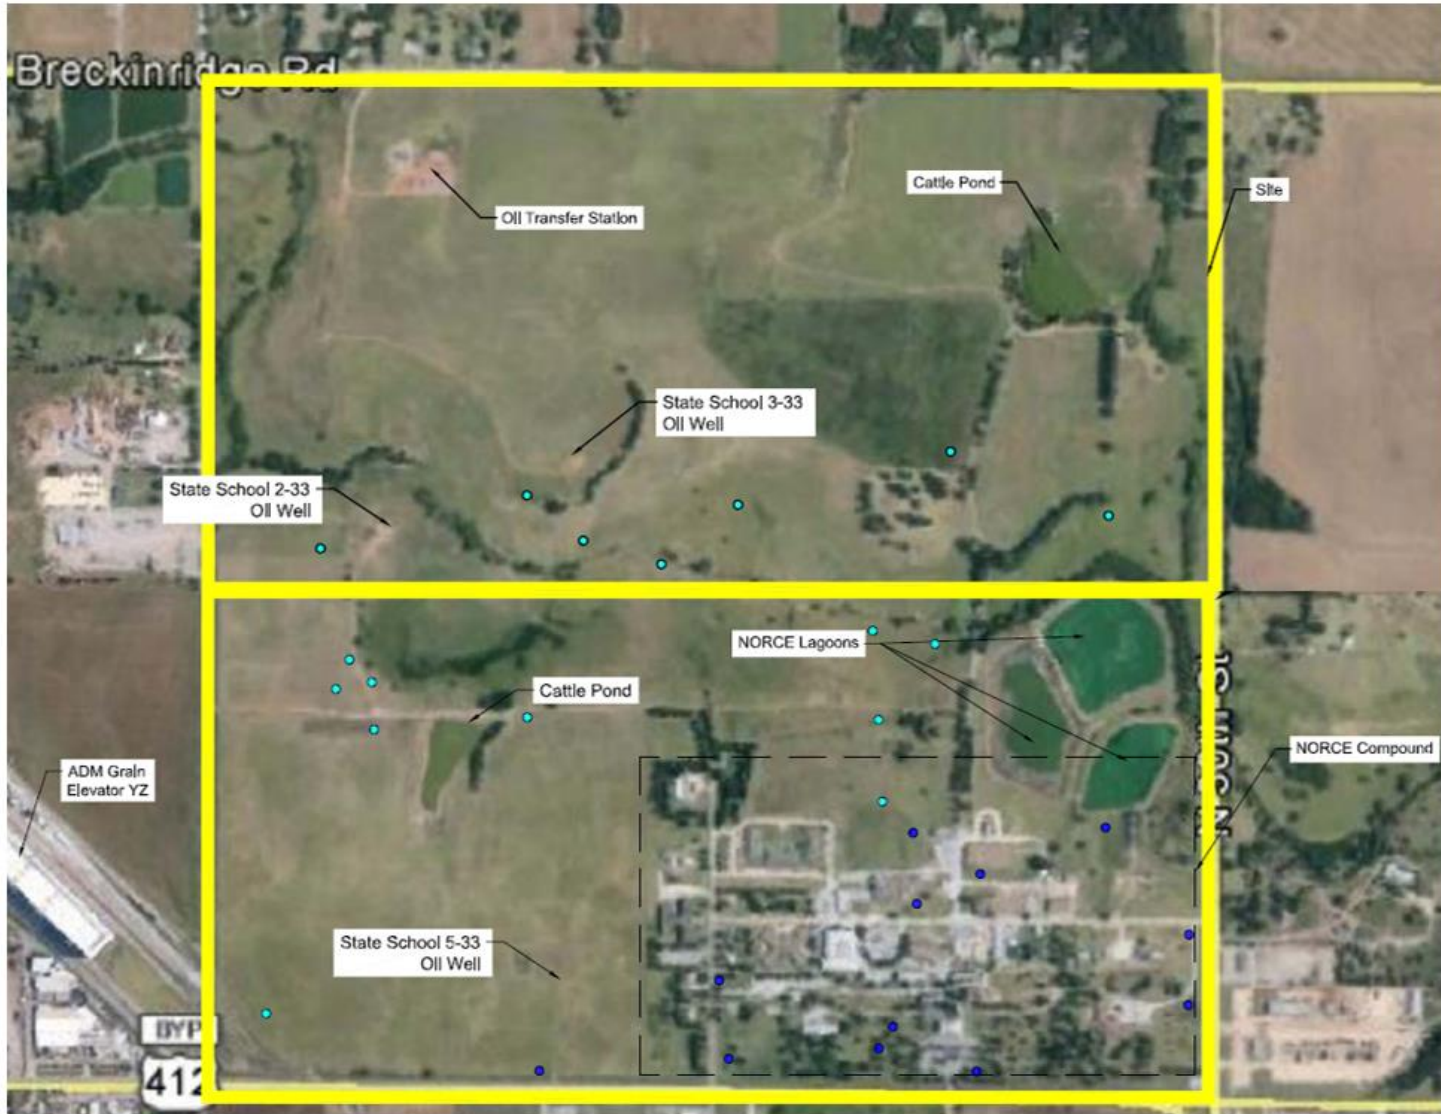 Breckinridge Rd
Cattle Pond
Site
Oil Transfer Station
State School 3-33
Oil Well
State School 2-33
Oil Well
NORCE Lagoons
Cattle Pond
NORCE Compound
ADM Grain
Elevator YZ
State School 5-33
Oil Well
BYP
412